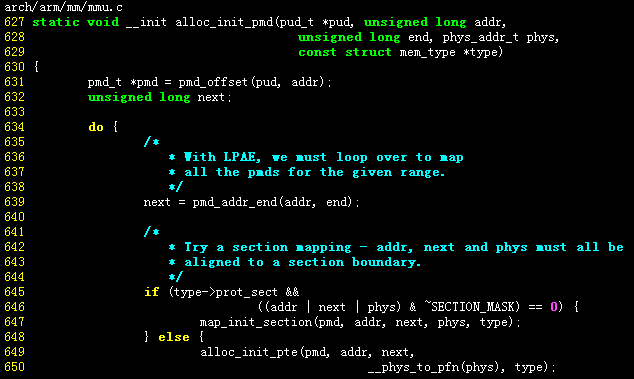 arch/arm/mm/mmu.c
627 static void __init alloc_init_pmd(pud_t *pud, unsigned long addr,
628 unsigned long end, phys_addr_t phys,
629 const struct mem_type *type)
630 {
631 pmd_t *pmd = pmd_offset(pud, addr);
632 unsigned long next;
633
634 do {
635 /*
636 * With LPAE, we must loop over to map
637 * all the pmds for the given range.
638 */
639 next = pmd_addr_end(addr, end);
640
641 /*
642 * Try a section mapping - addr, next and phys must all be
643 * aligned to a section boundary.
644 */
645 if (type->prot_sect &&
646 ((addr | next | phys) & ~SECTION_MASK) == 0) {
647 map_init_section(pmd, addr, next, phys, type);
648 } else {
649 alloc_init_pte(pmd, addr, next,
650 __phys_to_pfn(phys), type);